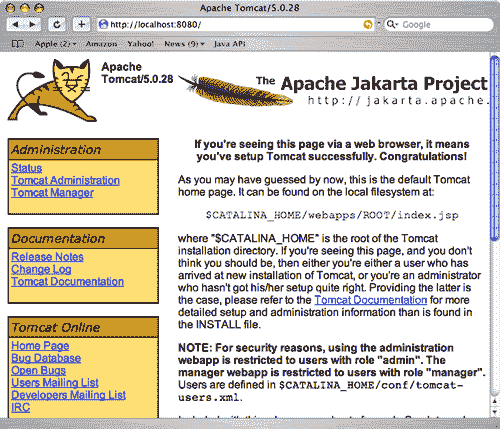 Apache Tomcat/5.0.28
http://localhost:8080/
Google
Apple (2) Amazon Yahoo! News (9) Java API
Apache
Tomcat/5.0.28
The Apache Jakarta Project
http://jakarta.apache.
Administration
Status
Tomcat Administration
Tomcat Manager
Documentation
Release Notes
Change Log
Tomcat Documentation
Tomcat Online
Home Page
Bug Database
Open Bugs
Users Mailing List
Developers Mailing List
IRC
If you're seeing this page via a web browser, it means
you've setup Tomcat successfully. Congratulations!
As you may have guessed by now, this is the default Tomcat
home page. It can be found on the local filesystem at:
$CATALINA_HOME/webapps/ROOT/index.jsp
where "$CATALINA_HOME" is the root of the Tomcat
installation directory. If you're seeing this page, and you don't
think you should be, then either you're either a user who has
arrived at new installation of Tomcat, or you're an administrator
who hasn't got his/her setup quite right. Providing the latter is
the case, please refer to the Tomcat Documentation for more
detailed setup and administration information than is found in
the INSTALL file.
NOTE: For security reasons, using the administration
webapp is restricted to users with role "admin". The
manager webapp is restricted to users with role "manager".
Users are defined in $CATALINA_HOME/conf/tomcat-
users.xml.